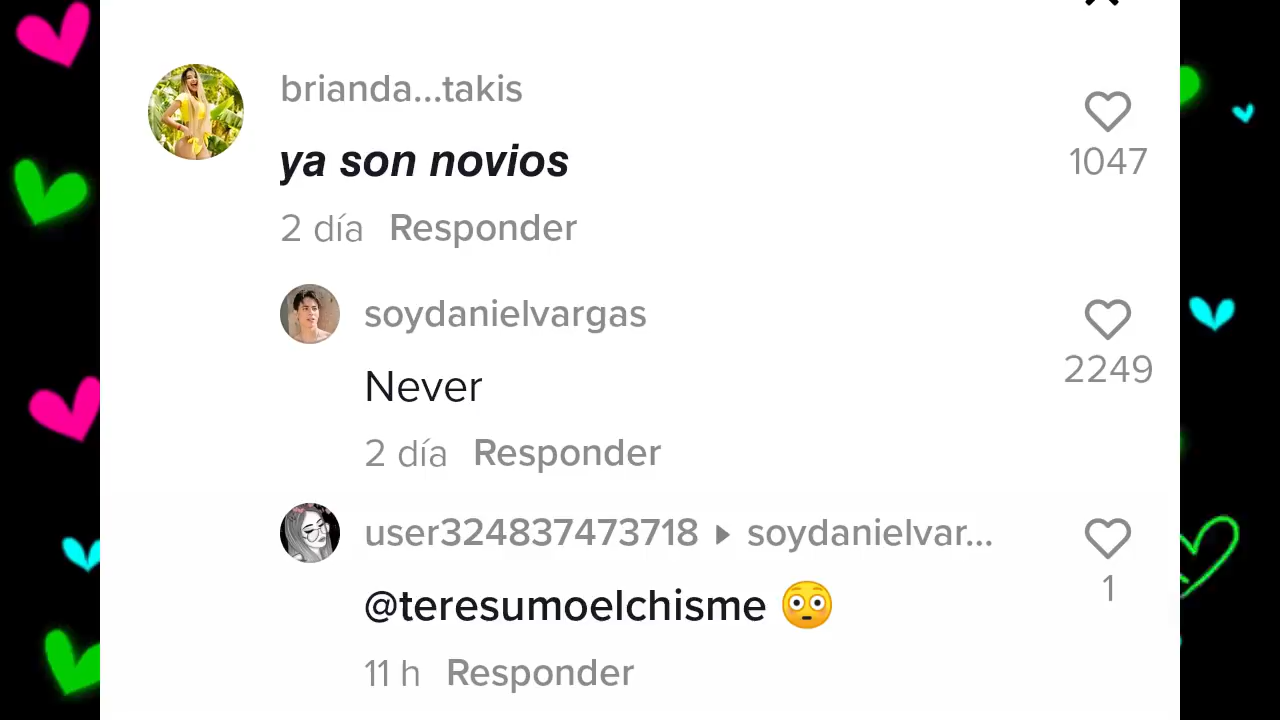 brianda...takis
ya son novios
1047
2 día Responder
soydanielvargas
Never
2249
2 día Responder
user324837473718 ▸ soydanielvar...
@teresumoelchisme 😳
1
11 h Responder